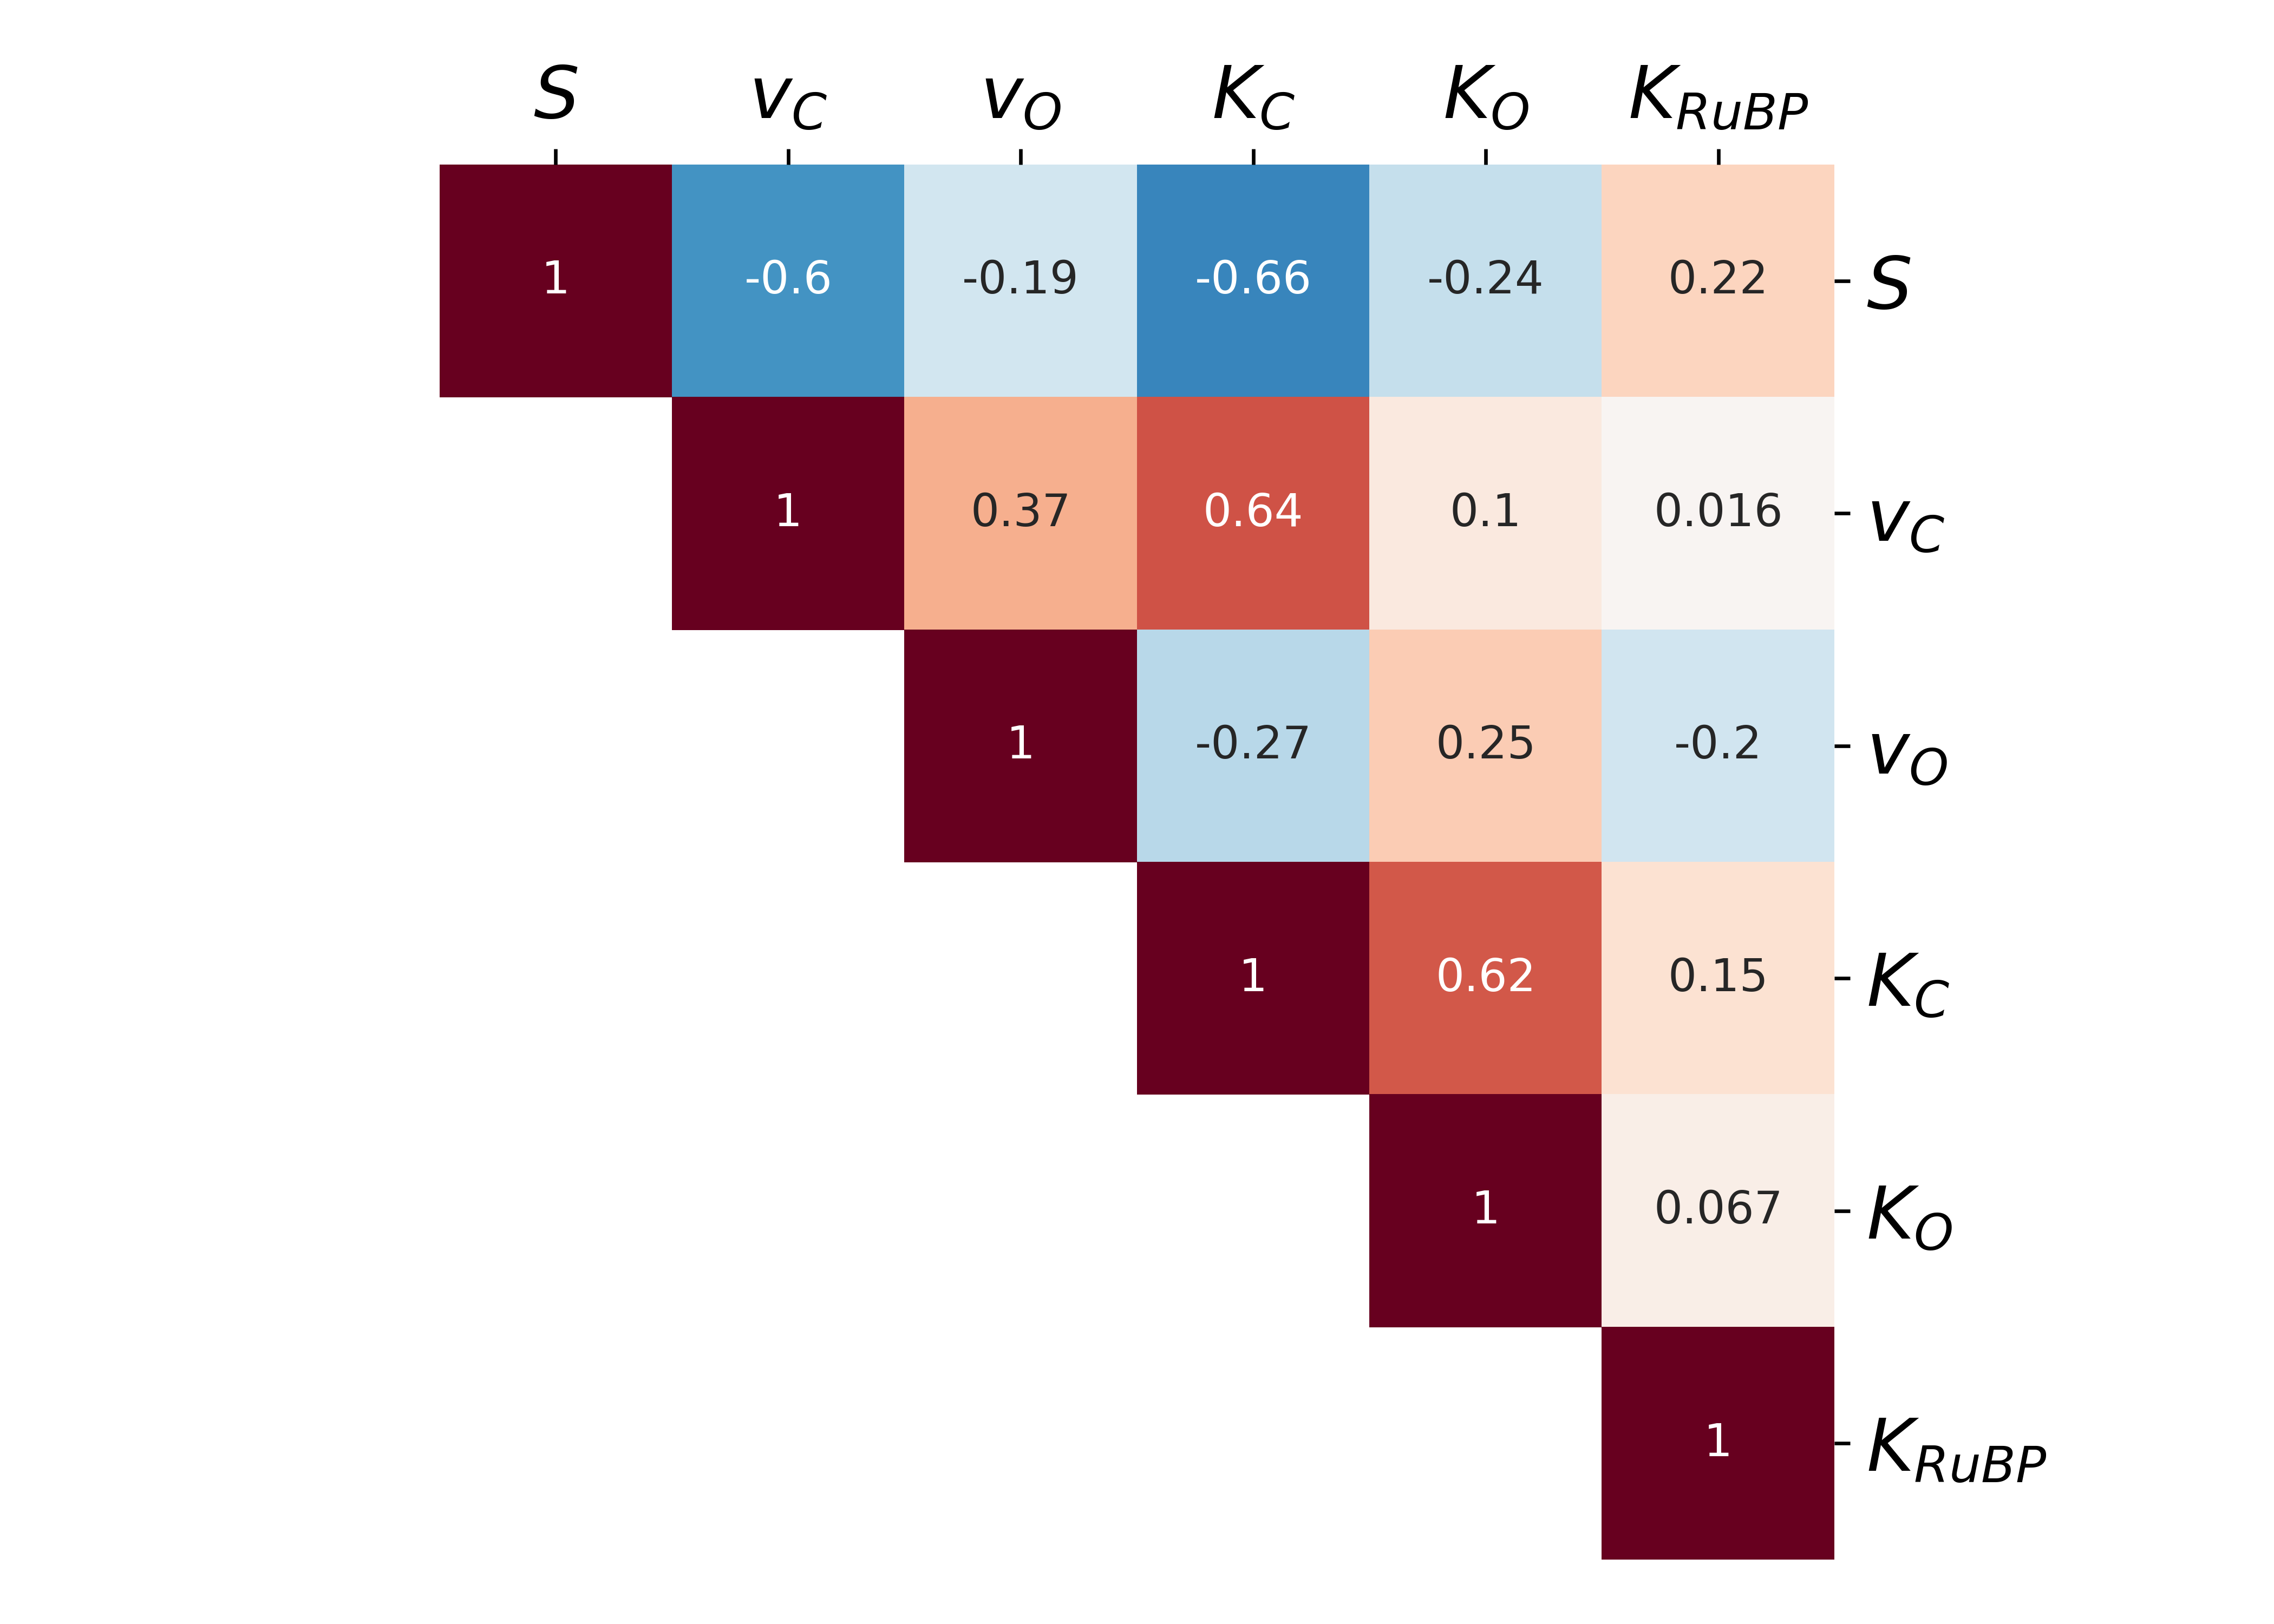 S v_C v_O K_C K_O K_RuBP
1 -0.6 -0.19 -0.66 -0.24 0.22 S
1 0.37 0.64 0.1 0.016 v_C
1 -0.27 0.25 -0.2 v_O
1 0.62 0.15 K_C
1 0.067 K_O
1 K_RuBP